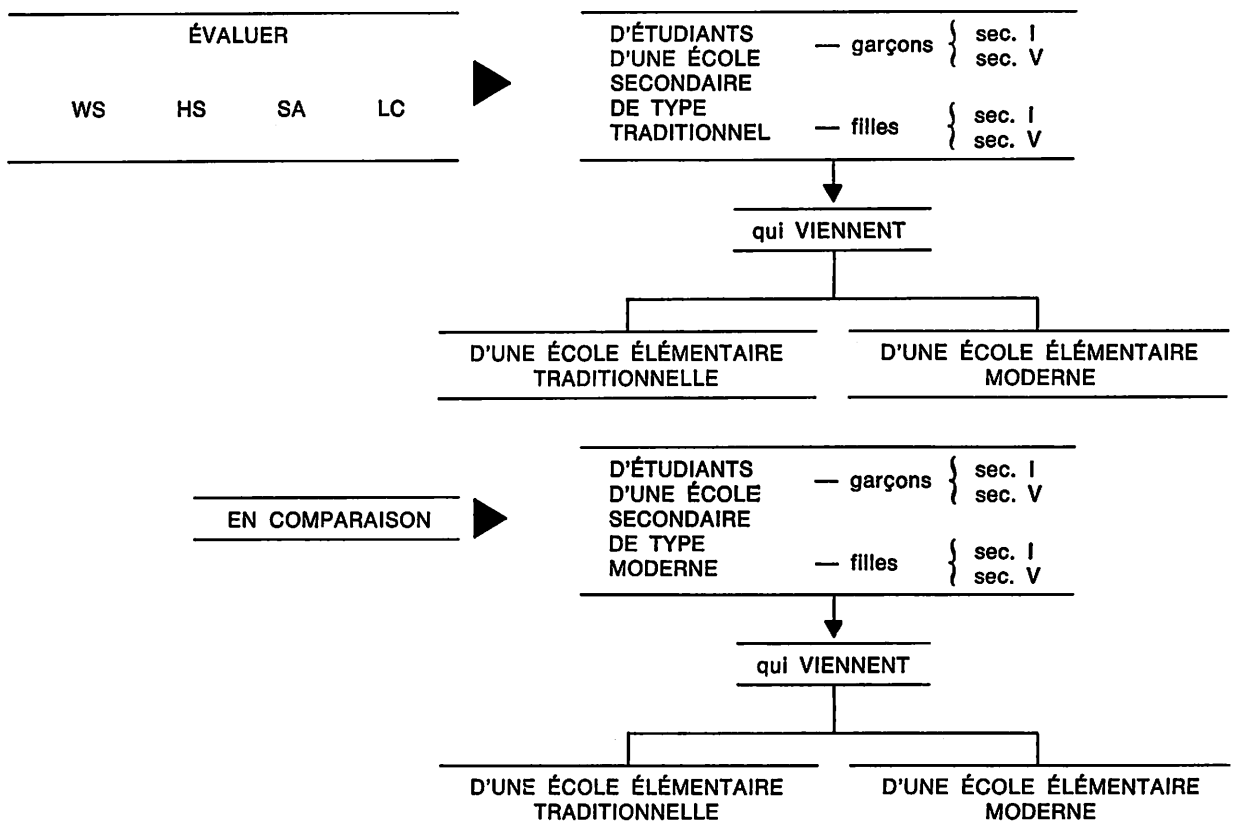 ÉVALUER
WS HS SA LC
D'ÉTUDIANTS
D'UNE ÉCOLE
SECONDAIRE
DE TYPE
TRADITIONNEL
— garçons { sec. I
sec. V
— filles { sec. I
sec. V
qui VIENNENT
D'UNE ÉCOLE ÉLÉMENTAIRE
TRADITIONNELLE
D'UNE ÉCOLE ÉLÉMENTAIRE
MODERNE
EN COMPARAISON
D'ÉTUDIANTS
D'UNE ÉCOLE
SECONDAIRE
DE TYPE
MODERNE
— garçons { sec. I
sec. V
— filles { sec. I
sec. V
qui VIENNENT
D'UNE ÉCOLE ÉLÉMENTAIRE
TRADITIONNELLE
D'UNE ÉCOLE ÉLÉMENTAIRE
MODERNE